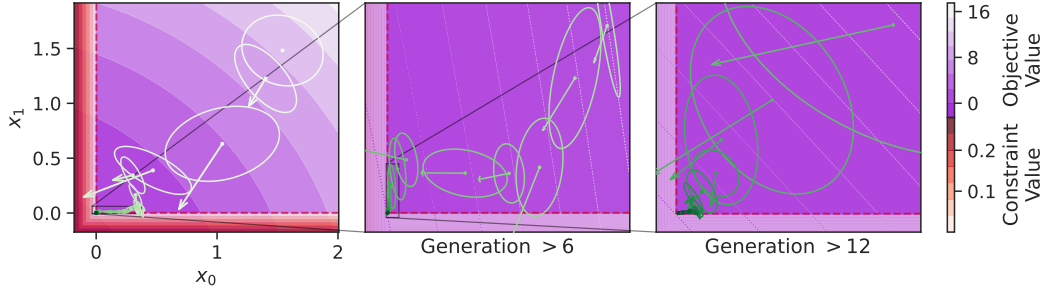 1.5
1.0
0.5
0.0
x₁
0
1
2
x₀
Generation > 6
Generation > 12
16
8
0
Objective
Value
0.2
0.1
Constraint
Value